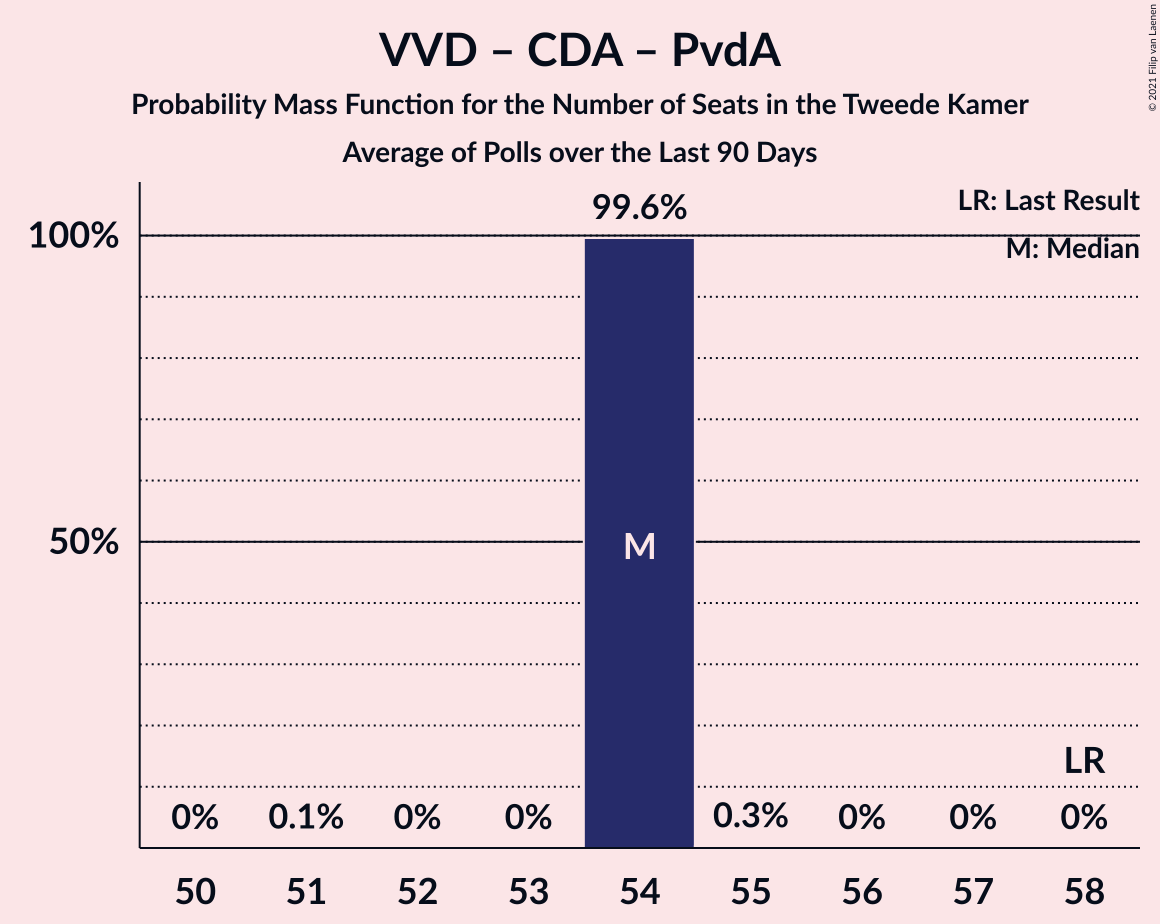 VVD – CDA – PvdA
Probability Mass Function for the Number of Seats in the Tweede Kamer
Average of Polls over the Last 90 Days
© 2021 Filip van Laenen
LR: Last Result
M: Median
99.6%
100%
50%
M
LR
0% 0.1% 0% 0% 0.3% 0% 0% 0%
50 51 52 53 54 55 56 57 58